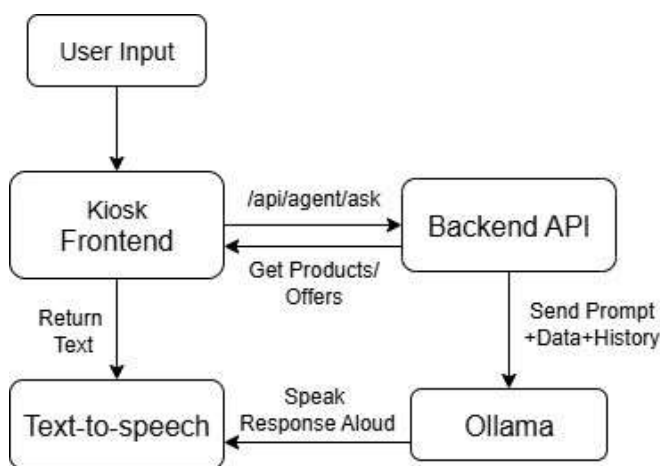 User Input
Kiosk
Frontend
/api/agent/ask
Backend API
Get Products/
Offers
Return
Text
Send Prompt
+Data+History
Text-to-speech
Speak
Response Aloud
Ollama